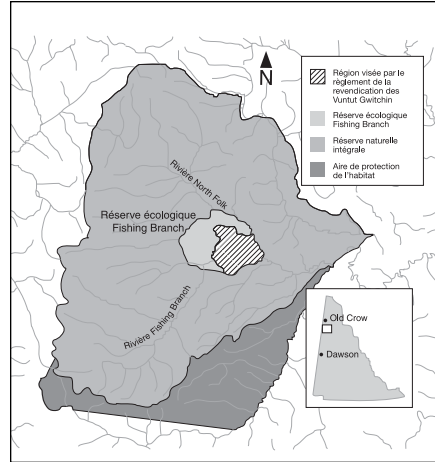 N
Région visée par le
règlement de la
revendication des
Vuntut Gwitchin
Réserve écologique
Fishing Branch
Réserve naturelle
intégrale
Aire de protection
de l'habitat
Rivière North Folk
Réserve écologique
Fishing Branch
Rivière Fishing Branch
Old Crow
Dawson